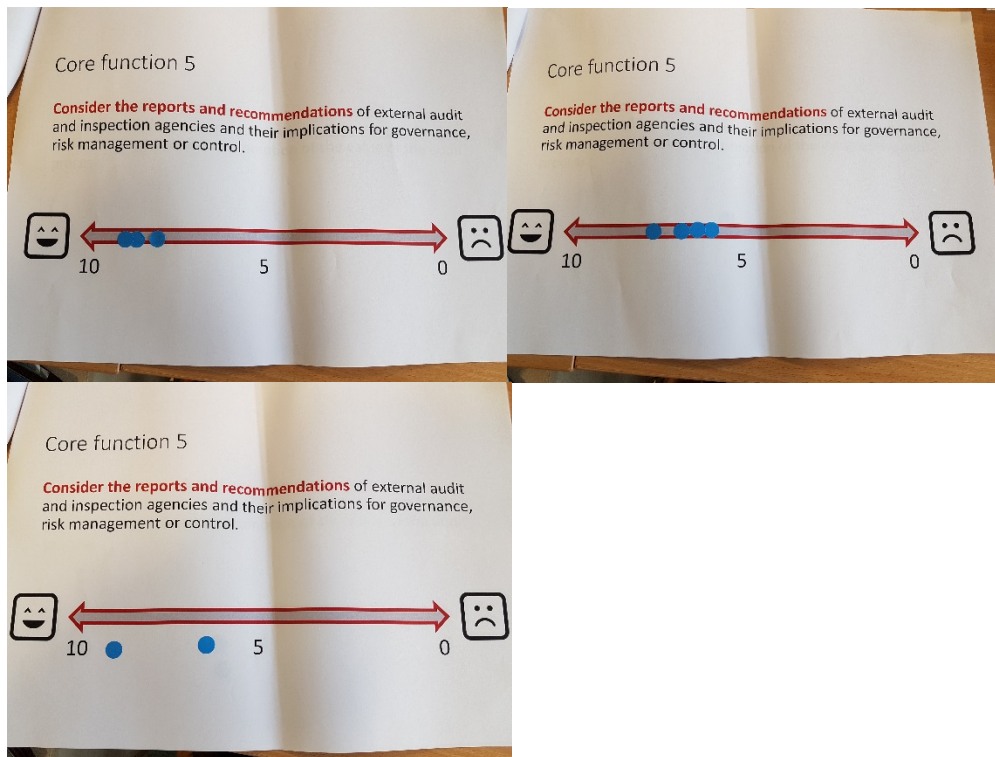 Core function 5
Consider the reports and recommendations of external audit
and inspection agencies and their implications for governance,
risk management or control.
10 5 0
Core function 5
Consider the reports and recommendations of external audit
and inspection agencies and their implications for governance,
risk management or control.
10 5 0
Core function 5
Consider the reports and recommendations of external audit
and inspection agencies and their implications for governance,
risk management or control.
10 5 0